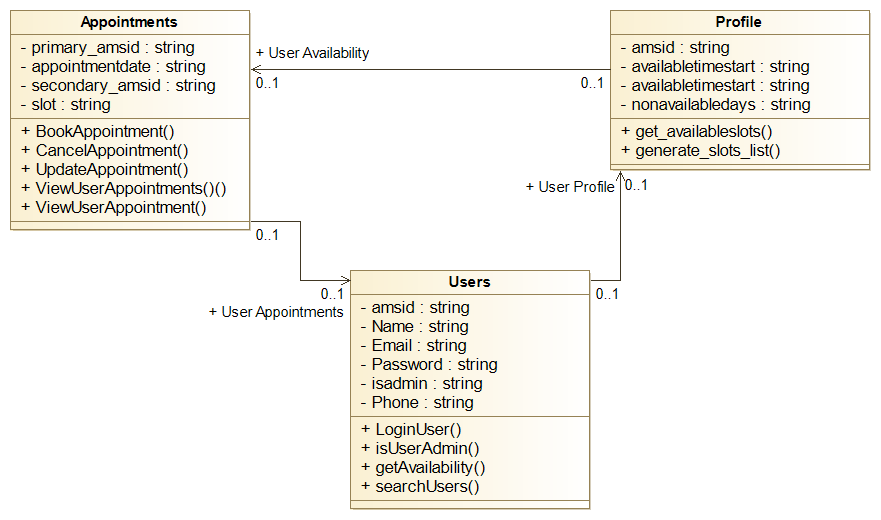 Appointments
- primary_amsid : string
- appointmentdate : string
- secondary_amsid : string
- slot : string
+ BookAppointment()
+ CancelAppointment()
+ UpdateAppointment()
+ ViewUserAppointments()()
+ ViewUserAppointment()
+ User Availability
0..1
0..1
Profile
- amsid : string
- availabletimestart : string
- availabletimestart : string
- nonavailabledays : string
+ get_availableslots()
+ generate_slots_list()
+ User Profile
0..1
0..1
0..1
+ User Appointments
0..1
Users
- amsid : string
- Name : string
- Email : string
- Password : string
- isadmin : string
- Phone : string
+ LoginUser()
+ isUserAdmin()
+ getAvailability()
+ searchUsers()